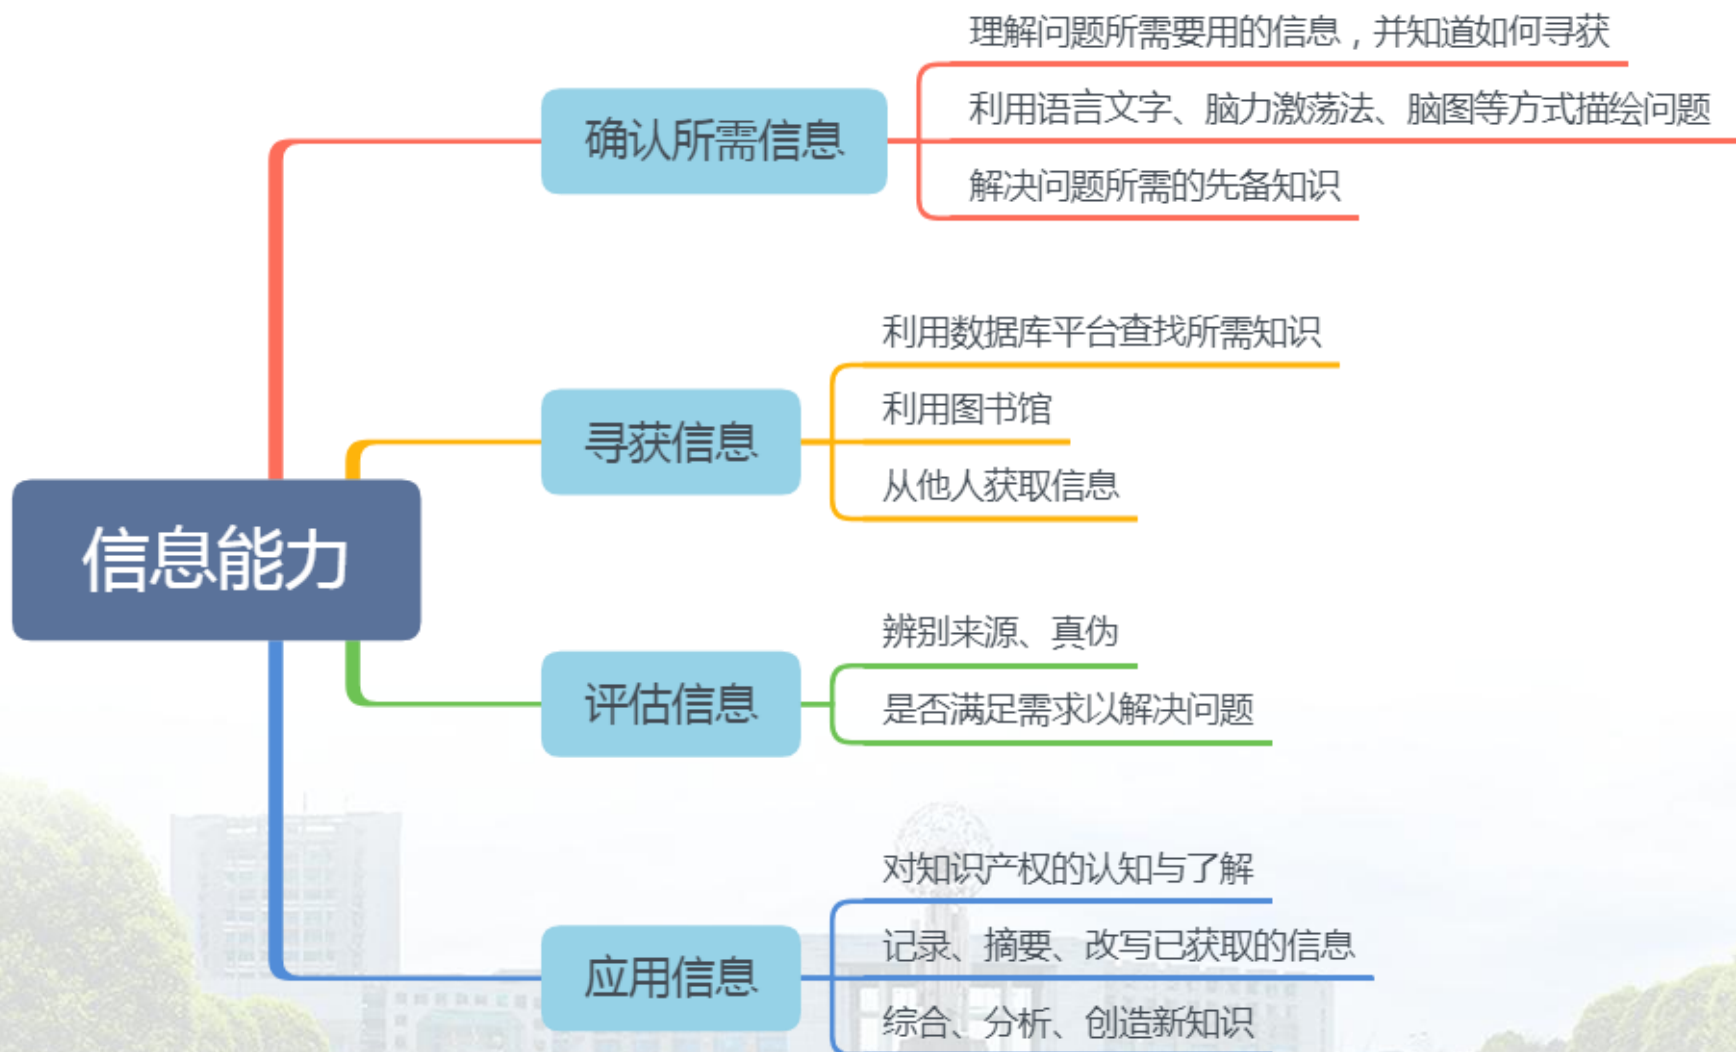 理解问题所需要用的信息，并知道如何寻获
确认所需信息
利用语言文字、脑力激荡法、脑图等方式描绘问题
解决问题所需的先备知识
利用数据库平台查找所需知识
寻获信息
利用图书馆
从他人获取信息
信息能力
辨别来源、真伪
评估信息
是否满足需求以解决问题
对知识产权的认知与了解
应用信息
记录、摘要、改写已获取的信息
综合、分析、创造新知识